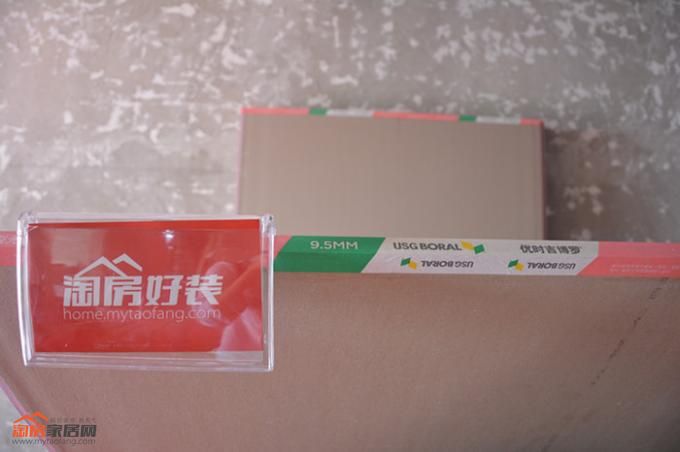 9.5MM USG BORAL 优时吉博罗
USG BORAL USG BORAL
淘房好装
home.mytaofang.com
淘房家居网
www.mytaofang.com